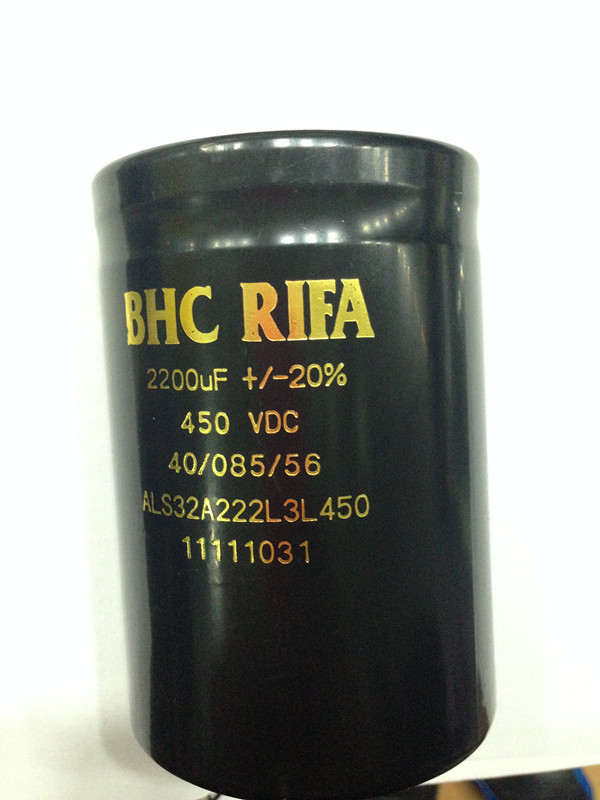 BHC RIFA
2200uF +/-20%
450 VDC
40/085/56
ALS32A222L3L450
11111031